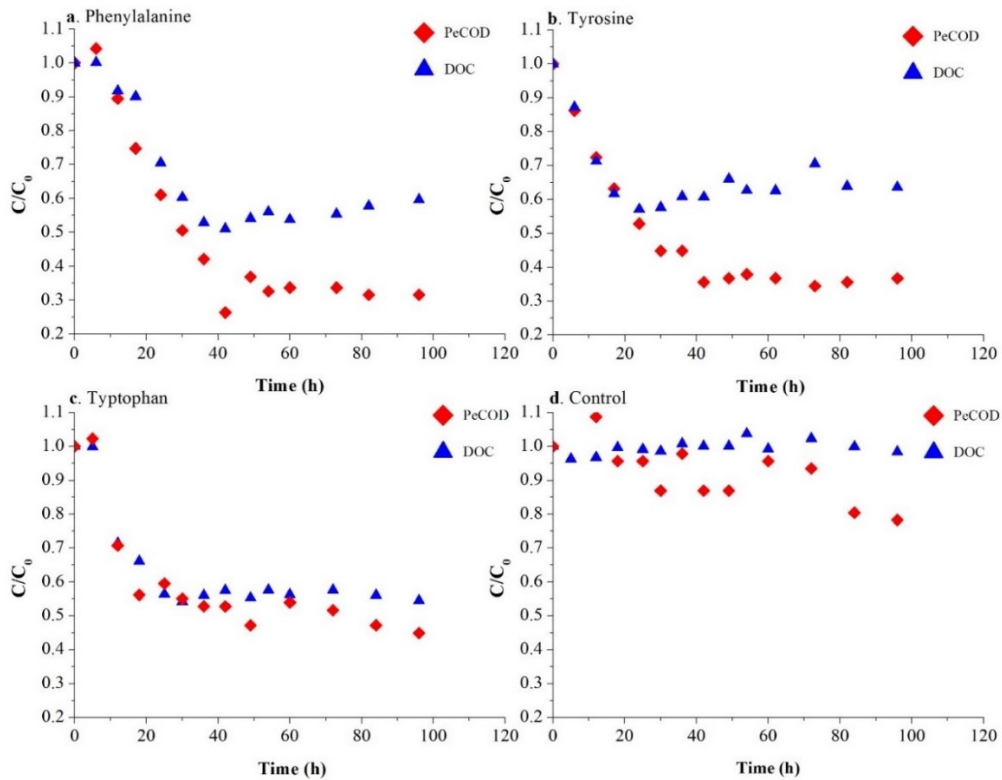 a. Phenylalanine
PeCOD
DOC
1.1
1.0
0.9
0.8
0.7
0.6
0.5
0.4
0.3
0.2
C/C0
0 20 40 60 80 100 120
Time (h)
b. Tyrosine
PeCOD
DOC
1.1
1.0
0.9
0.8
0.7
0.6
0.5
0.4
0.3
0.2
C/C0
0 20 40 60 80 100 120
Time (h)
c. Typtophan
PeCOD
DOC
1.1
1.0
0.9
0.8
0.7
0.6
0.5
0.4
0.3
0.2
C/C0
0 20 40 60 80 100 120
Time (h)
d. Control
PeCOD
DOC
1.1
1.0
0.9
0.8
0.7
0.6
0.5
0.4
0.3
0.2
C/C0
0 20 40 60 80 100 120
Time (h)